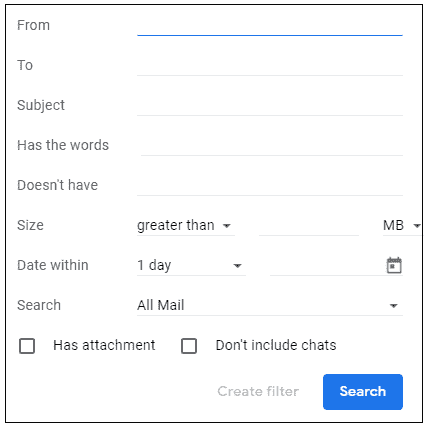 From
To
Subject
Has the words
Doesn't have
Size greater than MB
Date within 1 day
Search All Mail
Has attachment Don't include chats
Create filter Search